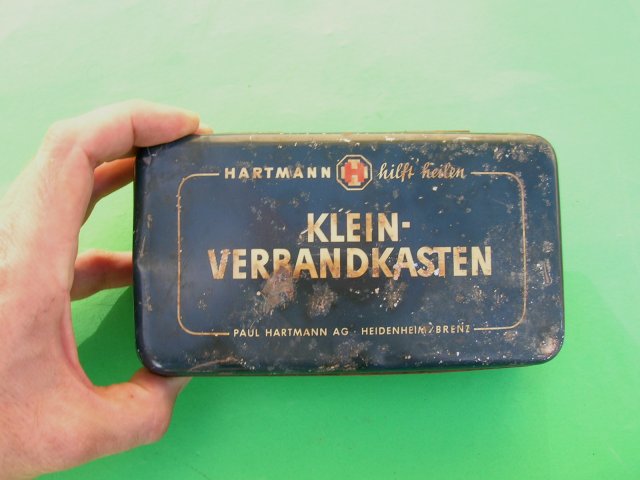 HARTMANN H hilft heilen
KLEIN-
VERBANDKASTEN
PAUL HARTMANN AG · HEIDENHEIM/BRENZ